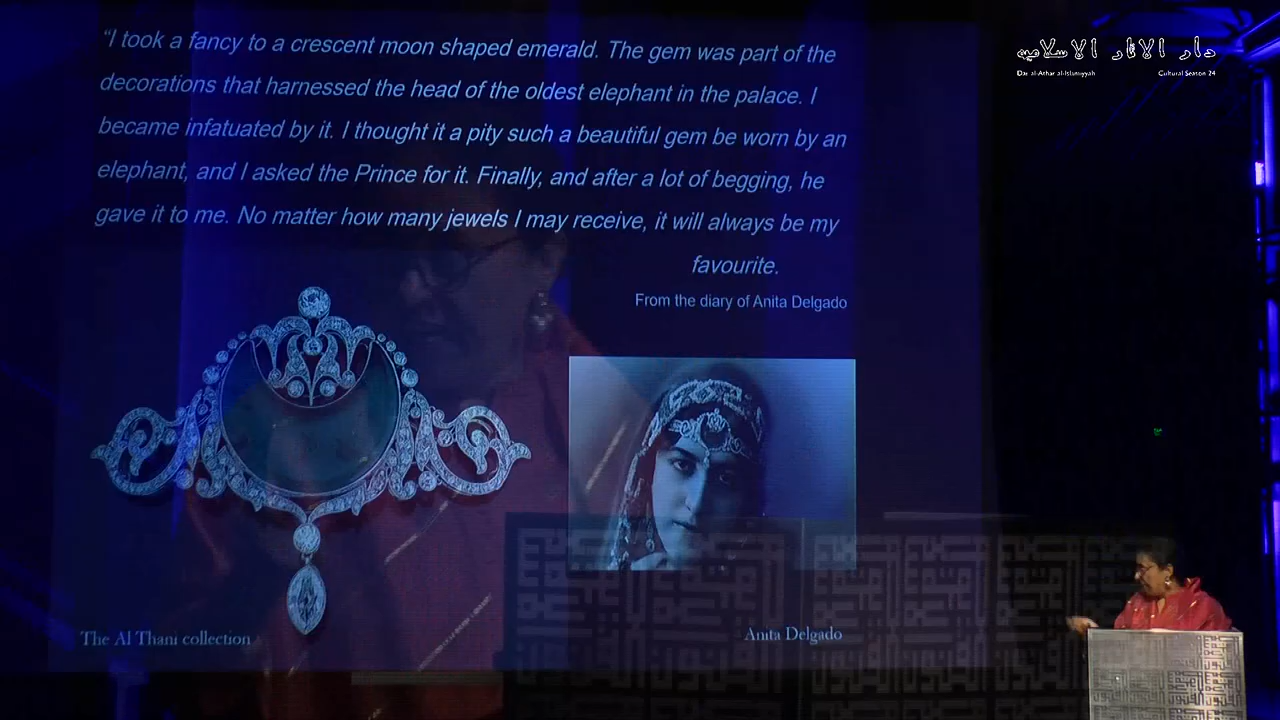 “I took a fancy to a crescent moon shaped emerald. The gem was part of the
decorations that harnessed the head of the oldest elephant in the palace. I
became infatuated by it. I thought it a pity such a beautiful gem be worn by an
elephant, and I asked the Prince for it. Finally, and after a lot of begging, he
gave it to me. No matter how many jewels I may receive, it will always be my
favourite.
From the diary of Anita Delgado
The Al Thani collection
Anita Delgado
دار الآثار الاسلاميه
Dar al-Athar al-Islamiyyah
Cultural Season 24